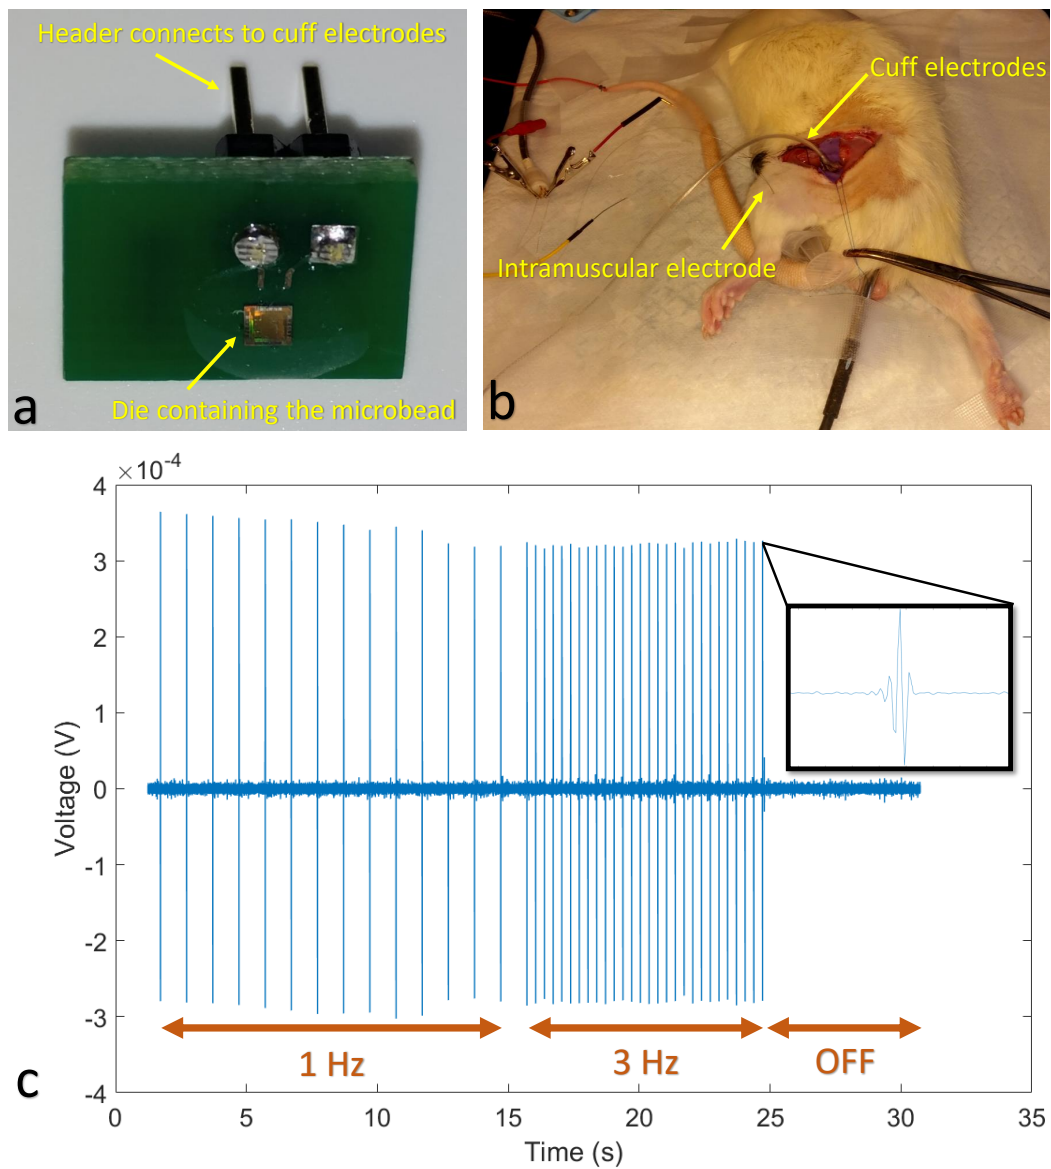 Header connects to cuff electrodes
Die containing the microbead
a
Cuff electrodes
Intramuscular electrode
b
×10-4
4
3
2
1
0
-1
-2
-3
-4
Voltage (V)
1 Hz
3 Hz
OFF
c
0
5
10
15
20
25
30
35
Time (s)